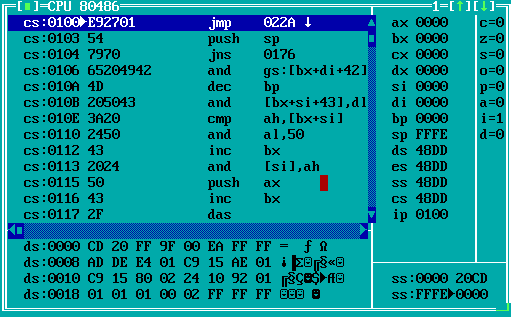 [■]=CPU 80486 1=[↑][↓]
cs:0100►E92701 jmp 022A ↓ ax 0000 c=0
cs:0103 54 push sp bx 0000 z=0
cs:0104 7970 jns 0176 cx 0000 s=0
cs:0106 65204942 and gs:[bx+di+42] dx 0000 o=0
cs:010A 4D dec bp si 0000 p=0
cs:010B 205043 and [bx+si+43],dl di 0000 a=0
cs:010E 3A20 cmp ah,[bx+si] bp 0000 i=1
cs:0110 2450 and al,50 sp FFFE d=0
cs:0112 43 inc bx ds 48DD
cs:0113 2024 and [si],ah es 48DD
cs:0115 50 push ax ss 48DD
cs:0116 43 inc bx cs 48DD
cs:0117 2F das ip 0100
ds:0000 CD 20 FF 9F 00 EA FF FF = ƒ Ω
ds:0008 AD DE E4 01 C9 15 AE 01
ds:0010 C9 15 80 02 24 10 92 01
ds:0018 01 01 01 00 02 FF FF FF
ss:0000 20CD
ss:FFFE►0000